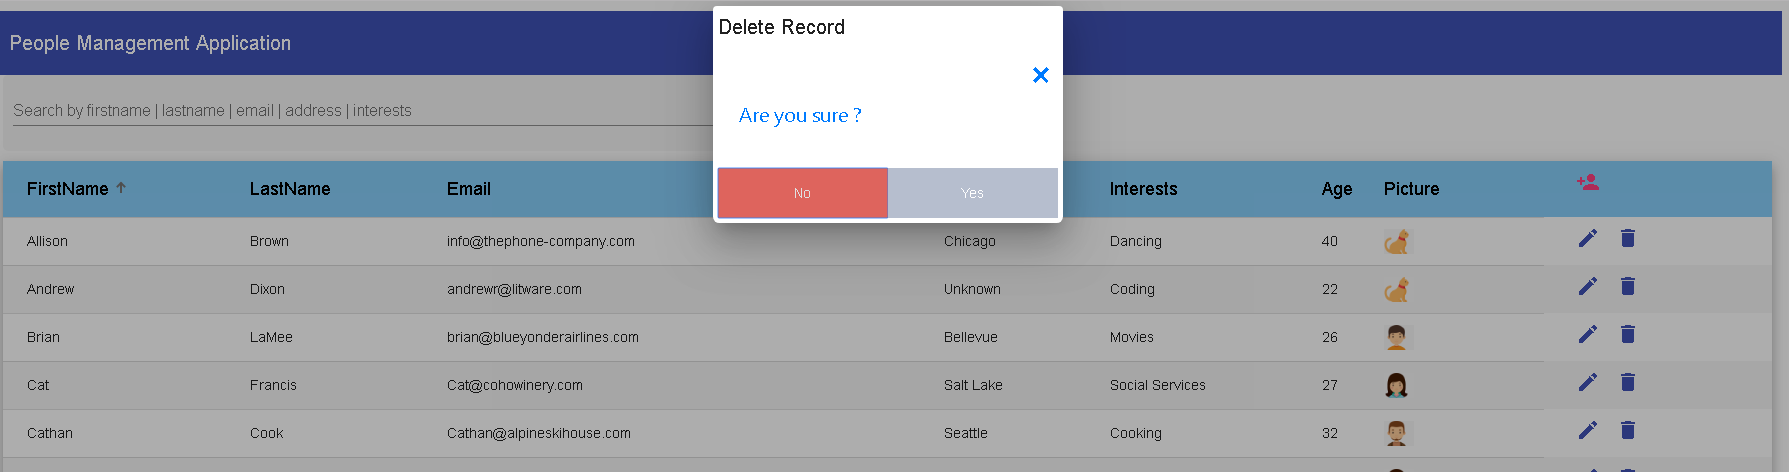 Delete Record
People Management Application
Search by firstname | lastname | email | address | interests
Are you sure ?
No Yes
FirstName LastName Email Interests Age Picture
Allison Brown info@thephone-company.com Chicago Dancing 40
Andrew Dixon andrewr@litware.com Unknown Coding 22
Brian LaMee brian@blueyonderairlines.com Bellevue Movies 26
Cat Francis Cat@cohowinery.com Salt Lake Social Services 27
Cathan Cook Cathan@alpineskihouse.com Seattle Cooking 32